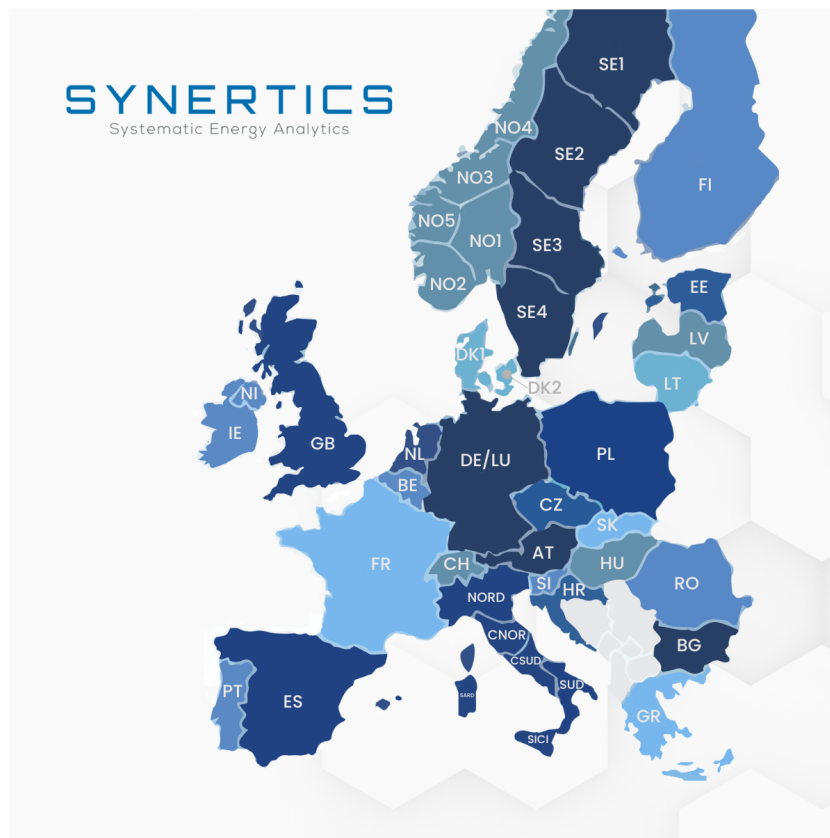 SYNERTICS
Systematic Energy Analytics
SE1
NO4
SE2
NO3
FI
NO5
NO1
SE3
NO2
EE
SE4
LV
DK1
LT
DK2
NI
IE
GB
NL
DE/LU
PL
BE
CZ
SK
FR
CH
AT
HU
SI
HR
RO
NORD
CNOR
BG
CSUD
SUD
PT
ES
SARD
GR
SICI